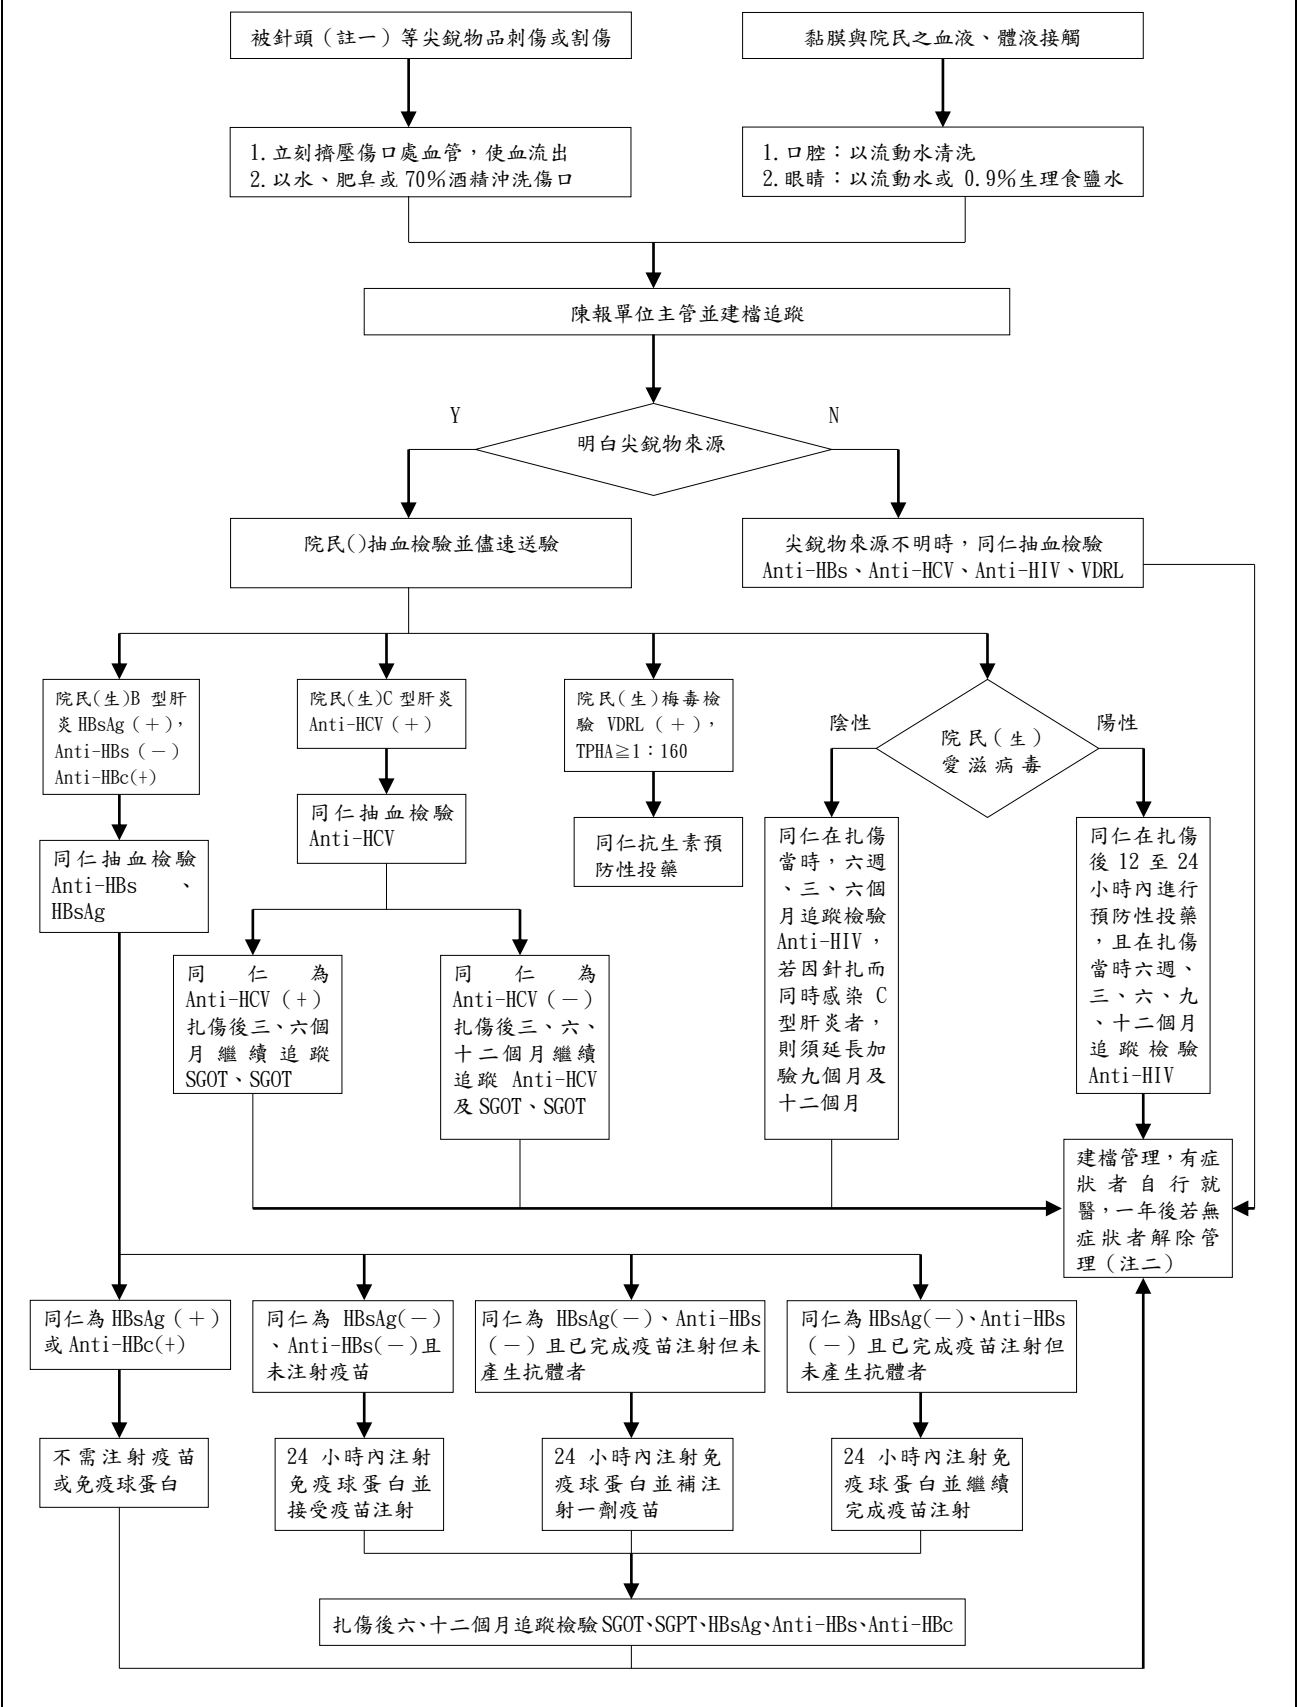 被針頭（註一）等尖銳物品刺傷或割傷
黏膜與院民之血液、體液接觸
1.立刻擠壓傷口處血管，使血流出
2.以水、肥皂或 70%酒精沖洗傷口
1.口腔：以流動水清洗
2.眼睛：以流動水或 0.9%生理食鹽水
陳報單位主管並建檔追蹤
Y
N
明白尖銳物來源
院民()抽血檢驗並儘速送驗
尖銳物來源不明時，同仁抽血檢驗
Anti-HBs、Anti-HCV、Anti-HIV、VDRL
院民(生)B 型肝
炎 HBsAg（＋），
Anti-HBs（－）
Anti-HBc(+)
院民(生)C 型肝炎
Anti-HCV（＋）
院民(生)梅毒檢
驗 VDRL（＋），
TPHA≧1：160
陰性
院民(生)
愛滋病毒
陽性
同仁抽血檢驗
Anti-HBs 、
HBsAg
同仁抽血檢驗
Anti-HCV
同仁抗生素預
防性投藥
同仁在扎傷
當時，六週
、三、六個
月追蹤檢驗
Anti-HIV，
若因針扎而
同時感染 C
型肝炎者，
則須延長加
驗九個月及
十二個月
同仁在扎傷
後 12 至 24
小時內進行
預防性投藥
，且在扎傷
當時六週、
三、六、九
、十二個月
追蹤檢驗
Anti-HIV
同仁為
Anti-HCV（+）
扎傷後三、六個
月繼續追蹤
SGOT、SGOT
同仁為
Anti-HCV（－）
扎傷後三、六、
十二個月繼續
追蹤 Anti-HCV
及 SGOT、SGOT
建檔管理，有症
狀者自行就
醫，一年後若無
症狀者解除管
理（注二）
同仁為 HBsAg（＋）
或 Anti-HBc(+)
同仁為 HBsAg(－)
、Anti-HBs(－)且
未注射疫苗
同仁為 HBsAg(－)、Anti-HBs
（－）且已完成疫苗注射但未
產生抗體者
同仁為 HBsAg(－)、Anti-HBs
（－）且已完成疫苗注射但
未產生抗體者
不需注射疫苗
或免疫球蛋白
24 小時內注射
免疫球蛋白並
接受疫苗注射
24 小時內注射免
疫球蛋白並補注
射一劑疫苗
24 小時內注射免
疫球蛋白並繼續
完成疫苗注射
扎傷後六、十二個月追蹤檢驗 SGOT、SGPT、HBsAg、Anti-HBs、Anti-HBc